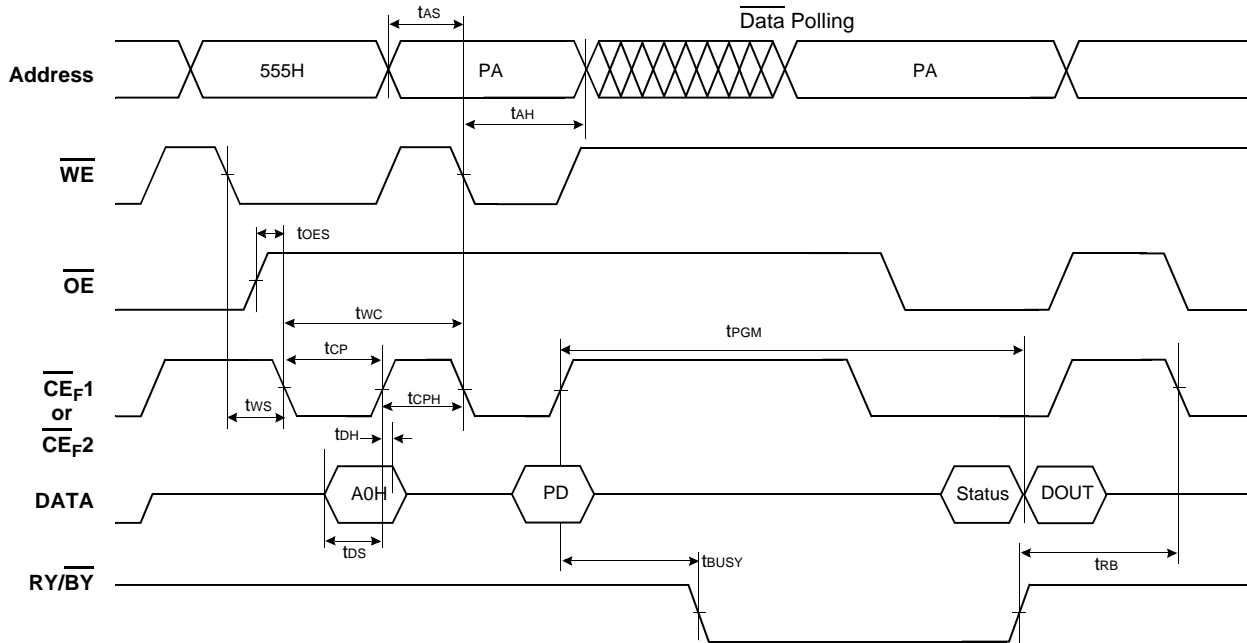 tAS
Data Polling
Address
555H
PA
PA
tAH
WE
tOES
OE
tWC
tPGM
tCP
CEF1
or
CEF2
tWS
tCPH
tDH
DATA
A0H
PD
Status
DOUT
tDS
tBUSY
tRB
RY/BY